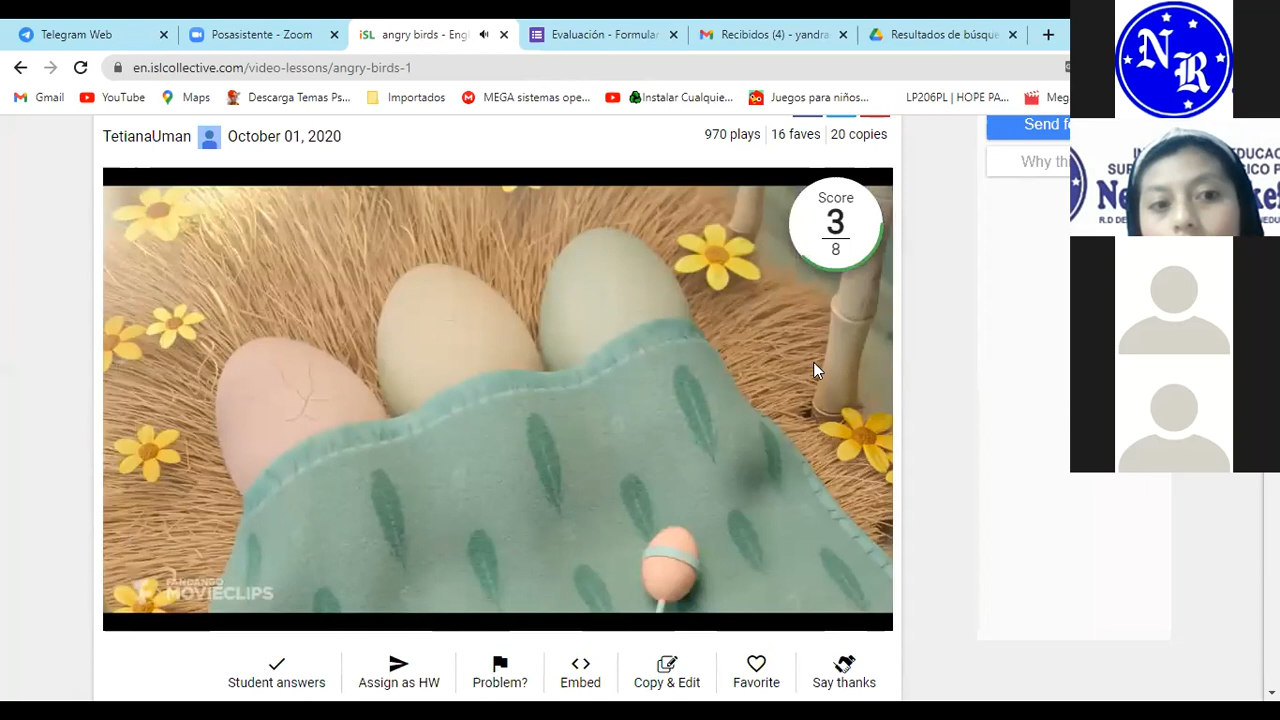 Telegram Web
Posasistente - Zoom
iSL angry birds - Eng
Evaluación - Formular
Recibidos (4) - yandra
Resultados de búsque
en.islcollective.com/video-lessons/angry-birds-1
Gmail
YouTube
Maps
Descarga Temas Ps...
Importados
MEGA sistemas ope...
Instalar Cualquie...
Juegos para niños...
LP206PL | HOPE PA...
Meg
TetianaUman
October 01, 2020
970 plays
16 faves
20 copies
Send f
Why th
Score
3
8
FANDANGO
MOVIECLIPS
Student answers
Assign as HW
Problem?
Embed
Copy & Edit
Favorite
Say thanks
NR